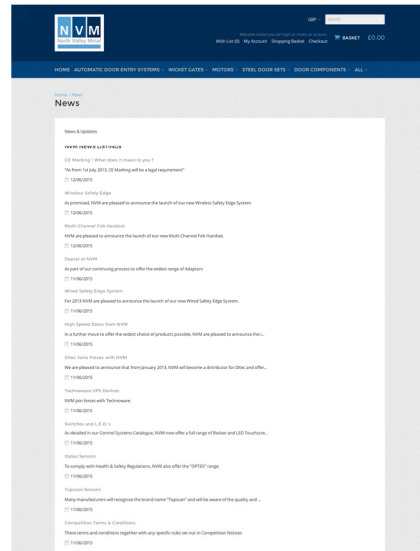 GBP
Search
N V M
North Valley Metal
Welcome visitor you can login or create an account.
Wish List (0) My Account Shopping Basket Checkout
BASKET £0.00
HOME AUTOMATIC DOOR ENTRY SYSTEMS WICKET GATES MOTORS STEEL DOOR SETS DOOR COMPONENTS ALL
Home › News
News
News & Updates
NVM NEWS LISTINGS
CE Marking ! What does it mean to you ?
"As from 1st July 2013, CE Marking will be a legal requirement"
12/06/2015
Wireless Safety Edge
As promised, NVM are pleased to announce the launch of our new Wireless Safety Edge System.
12/06/2015
Multi-Channel Fob Handset
NVM are pleased to announce the launch of our new Multi-Channel Fob Handset.
12/06/2015
at NVM
As part of our continuing process to offer the widest range of Adaptors
11/06/2015
Wired Safety Edge System
For 2013 NVM are pleased to announce the launch of our new Wired Safety Edge System.
11/06/2015
High Speed Doors from NVM
In a further move to offer the widest choice of products possible, NVM are pleased to announce the i...
11/06/2015
Ditec Joins Forces with NVM
We are pleased to announce that from January 2013, NVM will become a distributor for Ditec and offer...
11/06/2015
Technoware UPS Devices
NVM join forces with Technoware.
11/06/2015
Switches and L.E.D.'s
As detailed in our Control Systems Catalogue, NVM now offer a full range of Rocker and LED Touchsure...
11/06/2015
Optex Sensors
To comply with Health & Safety Regulations, NVM also offer the "OPTEX" range
11/06/2015
Topscan Sensors
Many manufacturers will recognise the brand name "Topscan" and will be aware of the quality and ...
11/06/2015
Competition Terms & Conditions
These terms and conditions together with any specific rules set out in Competition Notices
11/06/2015